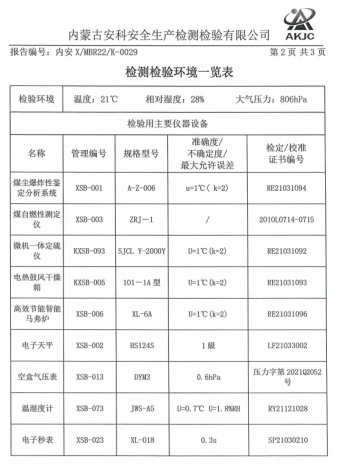 内蒙古安科安全生产检测检验有限公司
AKJC
报告编号：内安 X/MBR22/K-0029 第 2 页 共 3 页
检测检验环境一览表
检验环境 温度：21℃ 相对湿度：28% 大气压力：806hPa
检验用主要仪器设备
名称 管理编号 规格型号 准确度/不确定度/最大允许误差 检定/校准证书编号
煤尘爆炸性鉴定分析系统 XSB-001 A-Z-006 u=1℃(k=2) RE21031094
煤自燃性测定仪 XSB-003 ZRJ－1 / 2010L0714-0715
微机一体定硫仪 KXSB-093 SJCL Y-2000Y U=1℃(k=2) RE21031092
电热鼓风干燥箱 KXSB-005 101－1A 型 U=1℃(k=2) RE21031093
高效节能智能马弗炉 XSB-006 XL-6A U=1℃(k=2) RE21031096
电子天平 XSB-002 BS124S 1级 LF21033002
空盒气压表 XSB-013 DYM3 0.6hPa 压力字第 2021Q2052号
温湿度计 XSB-073 JWS-A5 U=0.7℃ U=1.8%RH RY21121028
电子秒表 XSB-023 XL-018 0.3s SP21030210